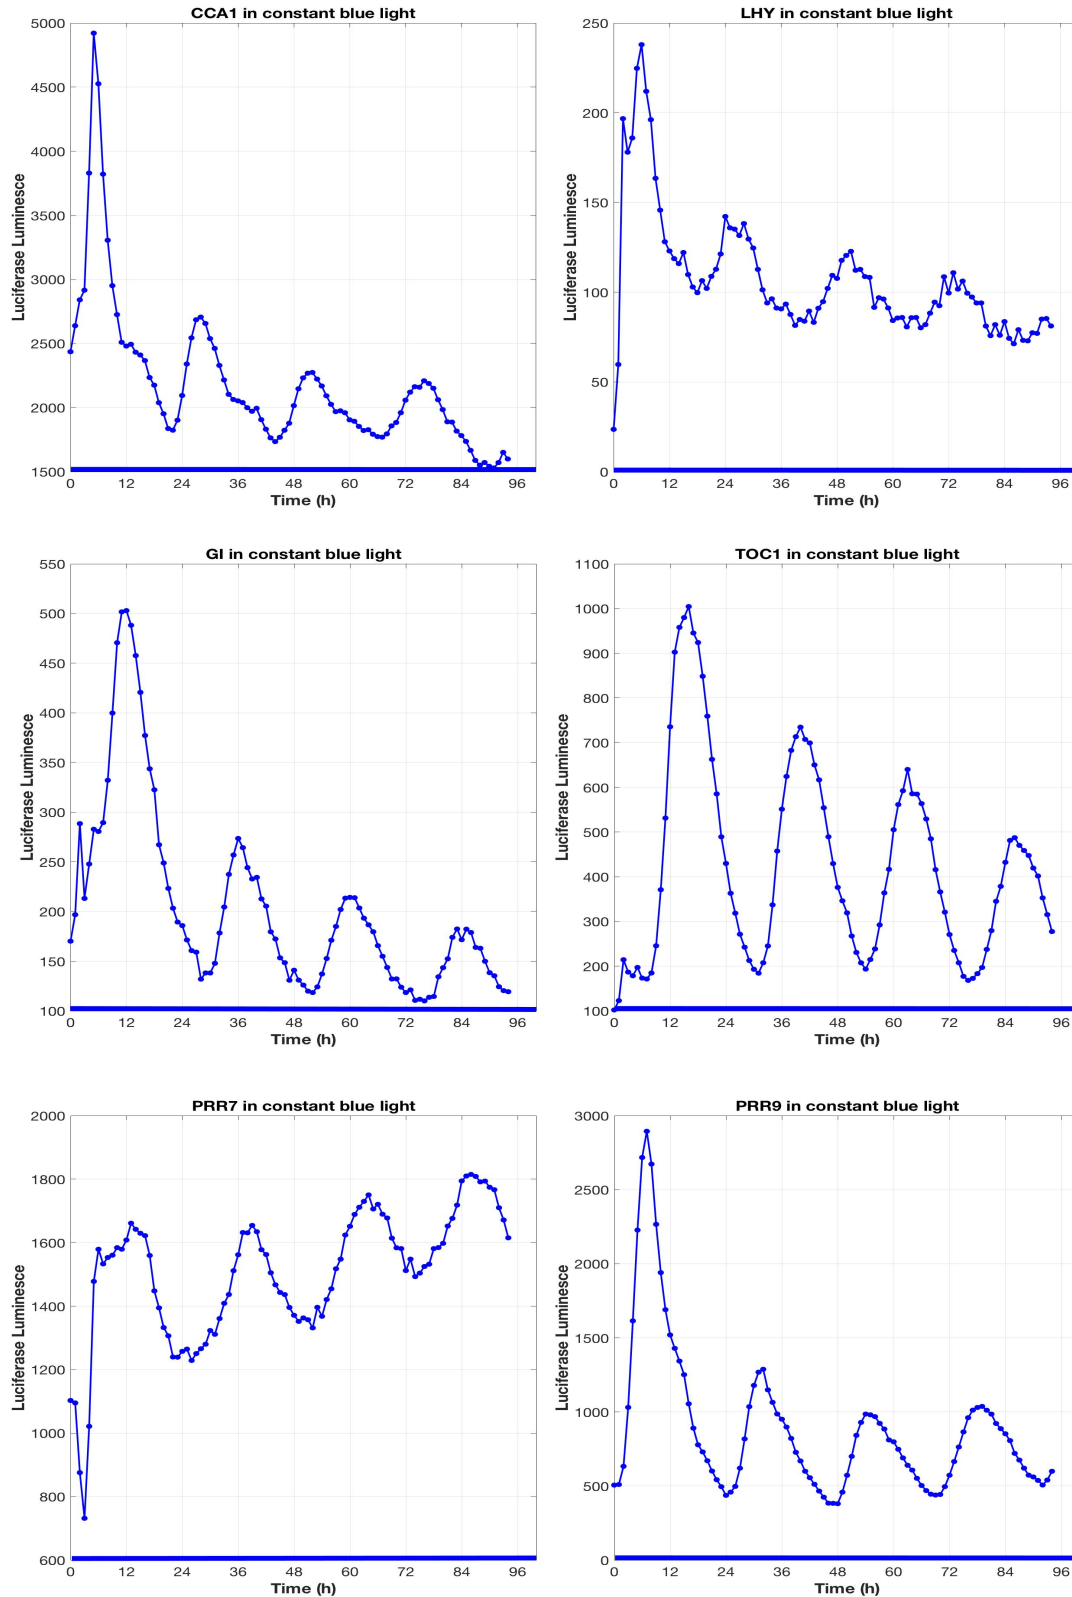 CCA1 in constant blue light
5000
4500
4000
3500
3000
2500
2000
1500
Luciferase Luminesce
0 12 24 36 48 60 72 84 96
Time (h)
LHY in constant blue light
250
200
150
100
50
0
Luciferase Luminesce
0 12 24 36 48 60 72 84 96
Time (h)
GI in constant blue light
550
500
450
400
350
300
250
200
150
100
Luciferase Luminesce
0 12 24 36 48 60 72 84 96
Time (h)
TOC1 in constant blue light
1100
1000
900
800
700
600
500
400
300
200
100
Luciferase Luminesce
0 12 24 36 48 60 72 84 96
Time (h)
PRR7 in constant blue light
2000
1800
1600
1400
1200
1000
800
600
Luciferase Luminesce
0 12 24 36 48 60 72 84 96
Time (h)
PRR9 in constant blue light
3000
2500
2000
1500
1000
500
0
Luciferase Luminesce
0 12 24 36 48 60 72 84 96
Time (h)